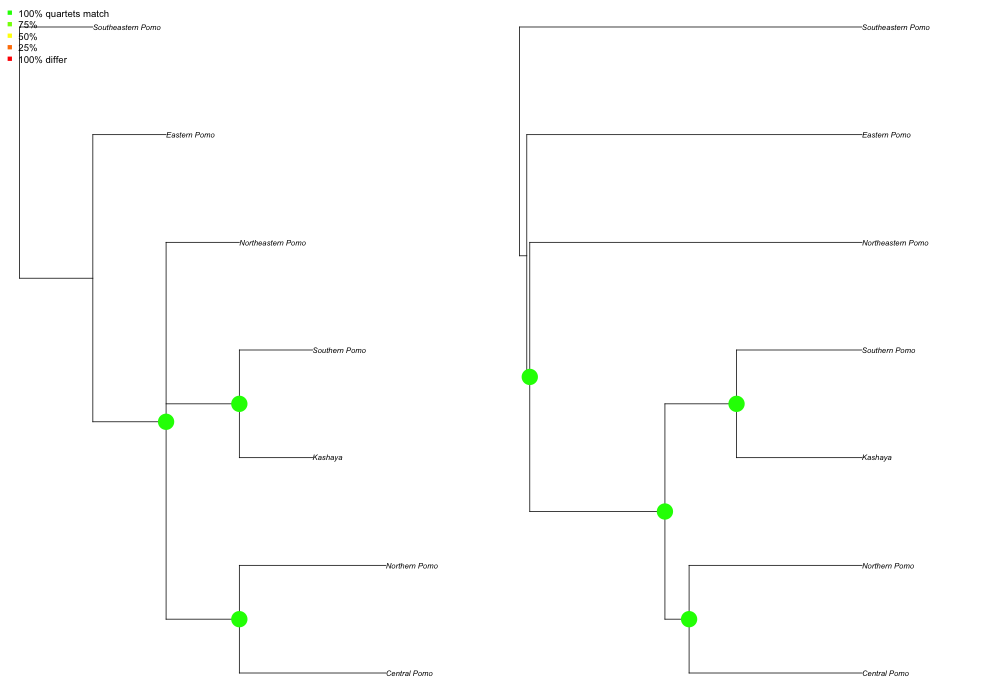 100% quartets match
75%
50%
25%
100% differ
Southeastern Pomo
Eastern Pomo
Northeastern Pomo
Southern Pomo
Kashaya
Northern Pomo
Central Pomo
Southeastern Pomo
Eastern Pomo
Northeastern Pomo
Southern Pomo
Kashaya
Northern Pomo
Central Pomo